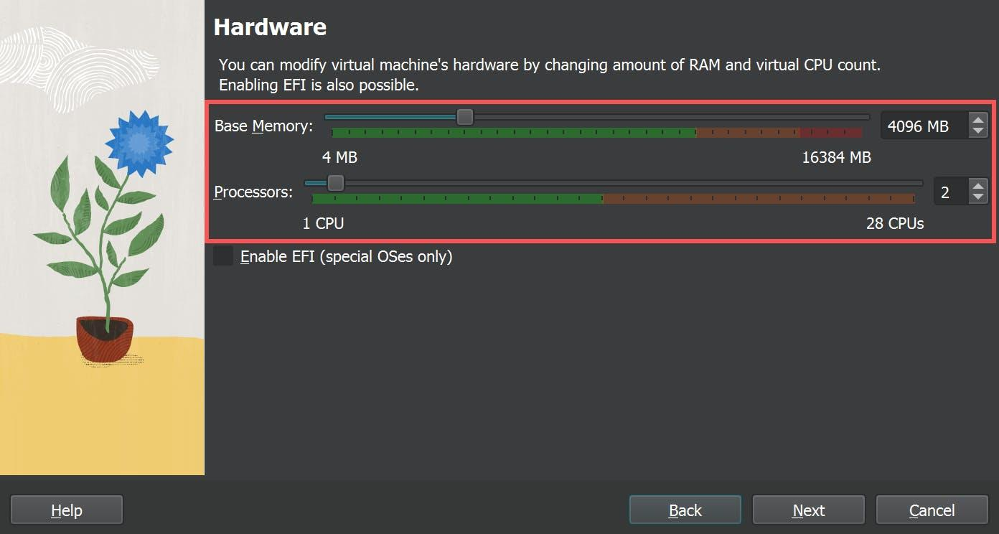 Hardware
You can modify virtual machine's hardware by changing amount of RAM and virtual CPU count.
Enabling EFI is also possible.
Base Memory:
4096 MB
4 MB
16384 MB
Processors:
2
1 CPU
28 CPUs
Enable EFI (special OSes only)
Help
Back
Next
Cancel